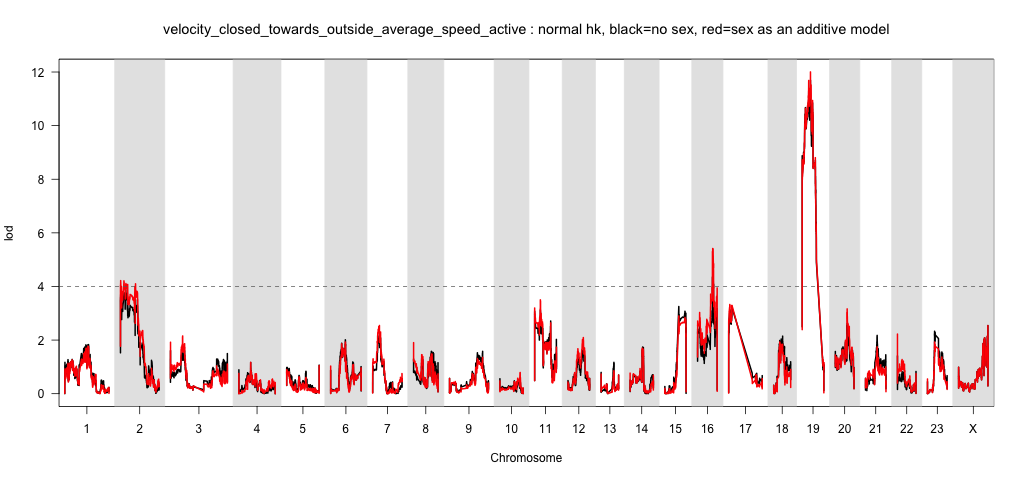 velocity_closed_towards_outside_average_speed_active : normal hk, black=no sex, red=sex as an additive model
12
10
8
6
4
2
0
lod
1 2 3 4 5 6 7 8 9 10 11 12 13 14 15 16 17 18 19 20 21 22 23 X
Chromosome